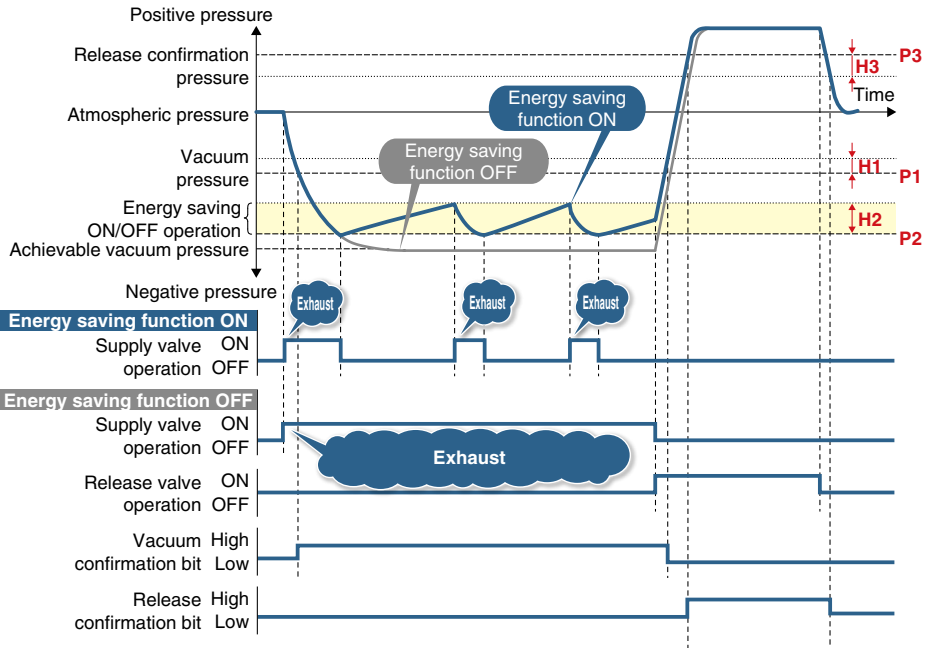 Positive pressure
Release confirmation
pressure
P3
H3
Time
Atmospheric pressure
Energy saving
function ON
Energy saving
function OFF
Vacuum
pressure
H1
P1
Energy saving
ON/OFF operation
H2
P2
Achievable vacuum pressure
Negative pressure
Exhaust
Exhaust
Exhaust
Energy saving function ON
Supply valve ON
operation OFF
Energy saving function OFF
Supply valve ON
operation OFF
Exhaust
Release valve ON
operation OFF
Vacuum High
confirmation bit Low
Release High
confirmation bit Low